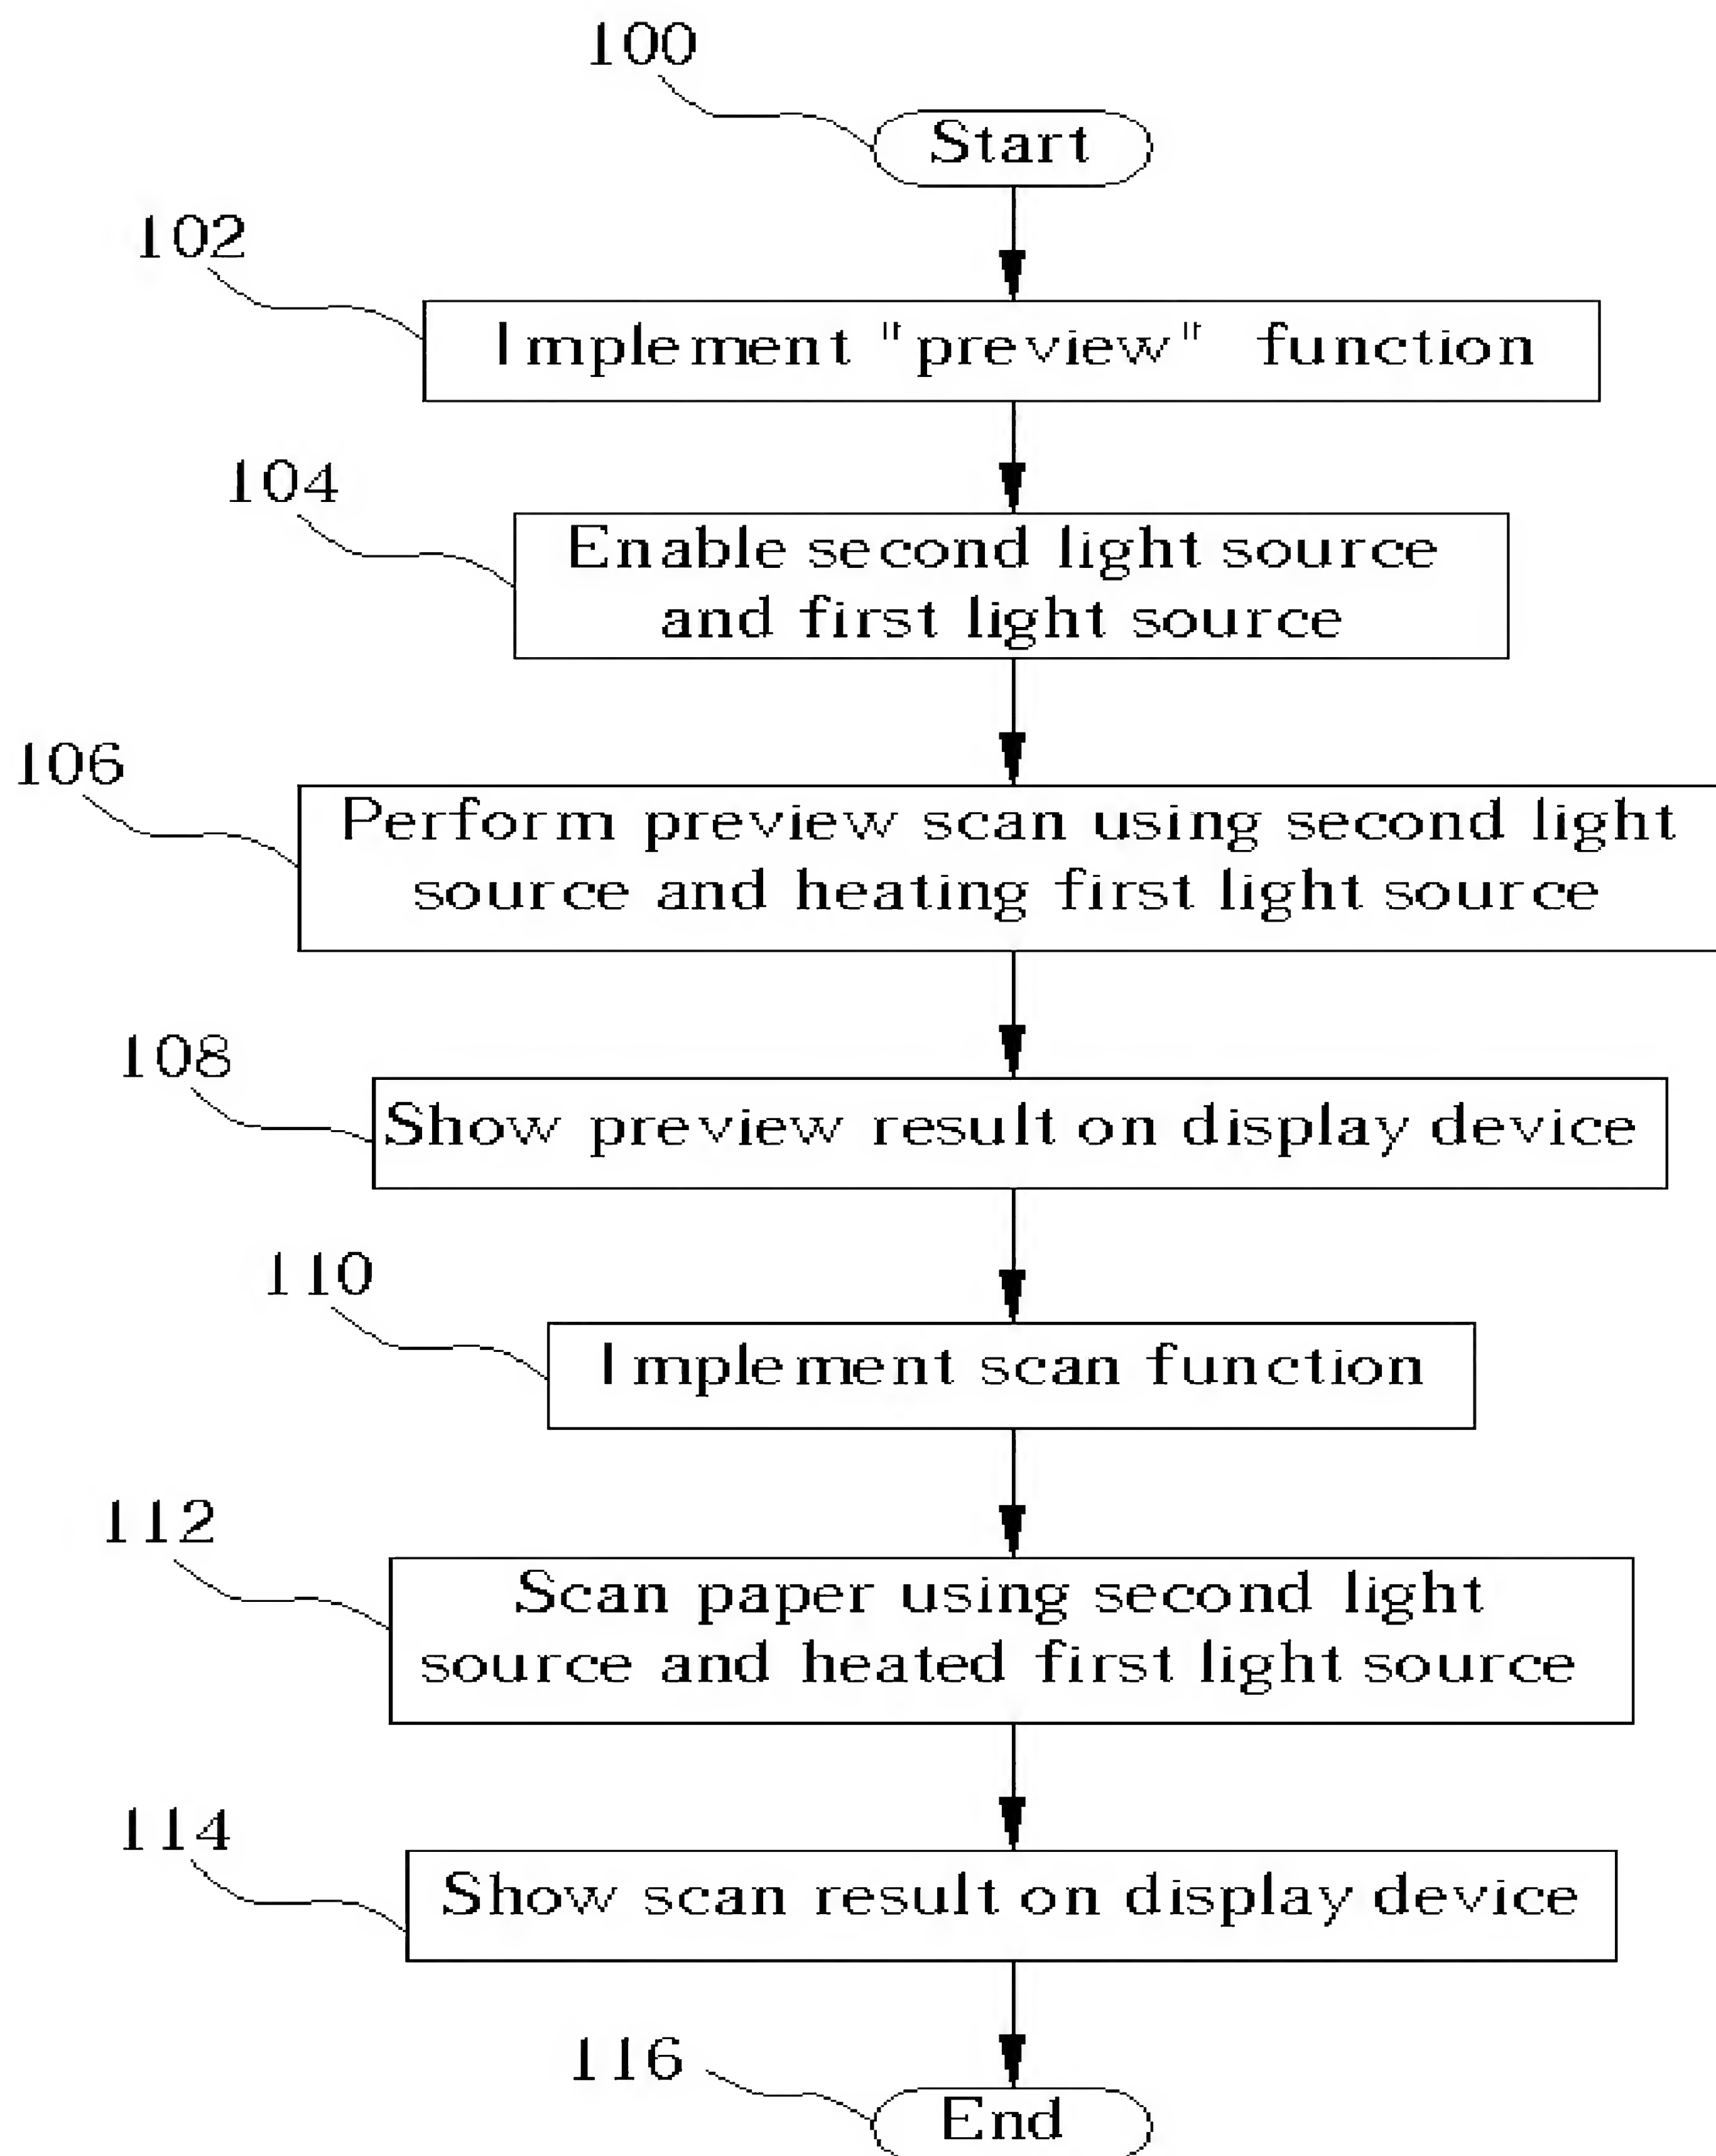 100
Start
102
Implement "preview" function
104
Enable second light source
and first light source
106
Perform preview scan using second light
source and heating first light source
108
Show preview result on display device
110
Implement scan function
112
Scan paper using second light
source and heated first light source
114
Show scan result on display device
116
End